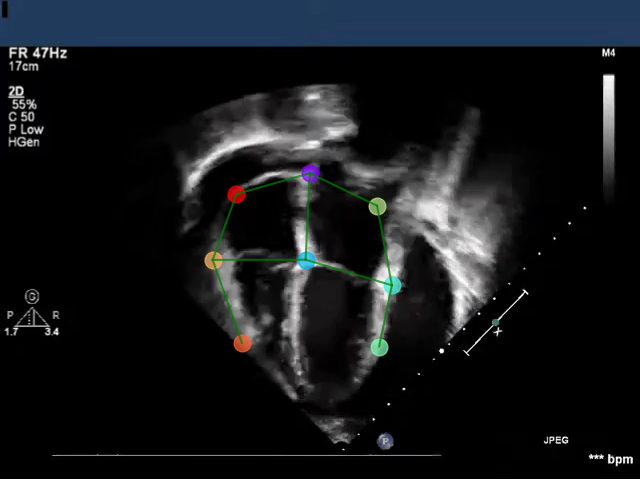 FR 47Hz
17cm
M4
2D
55%
C 50
P Low
HGen
G
P R
1.7 3.4
P
JPEG
*** bpm